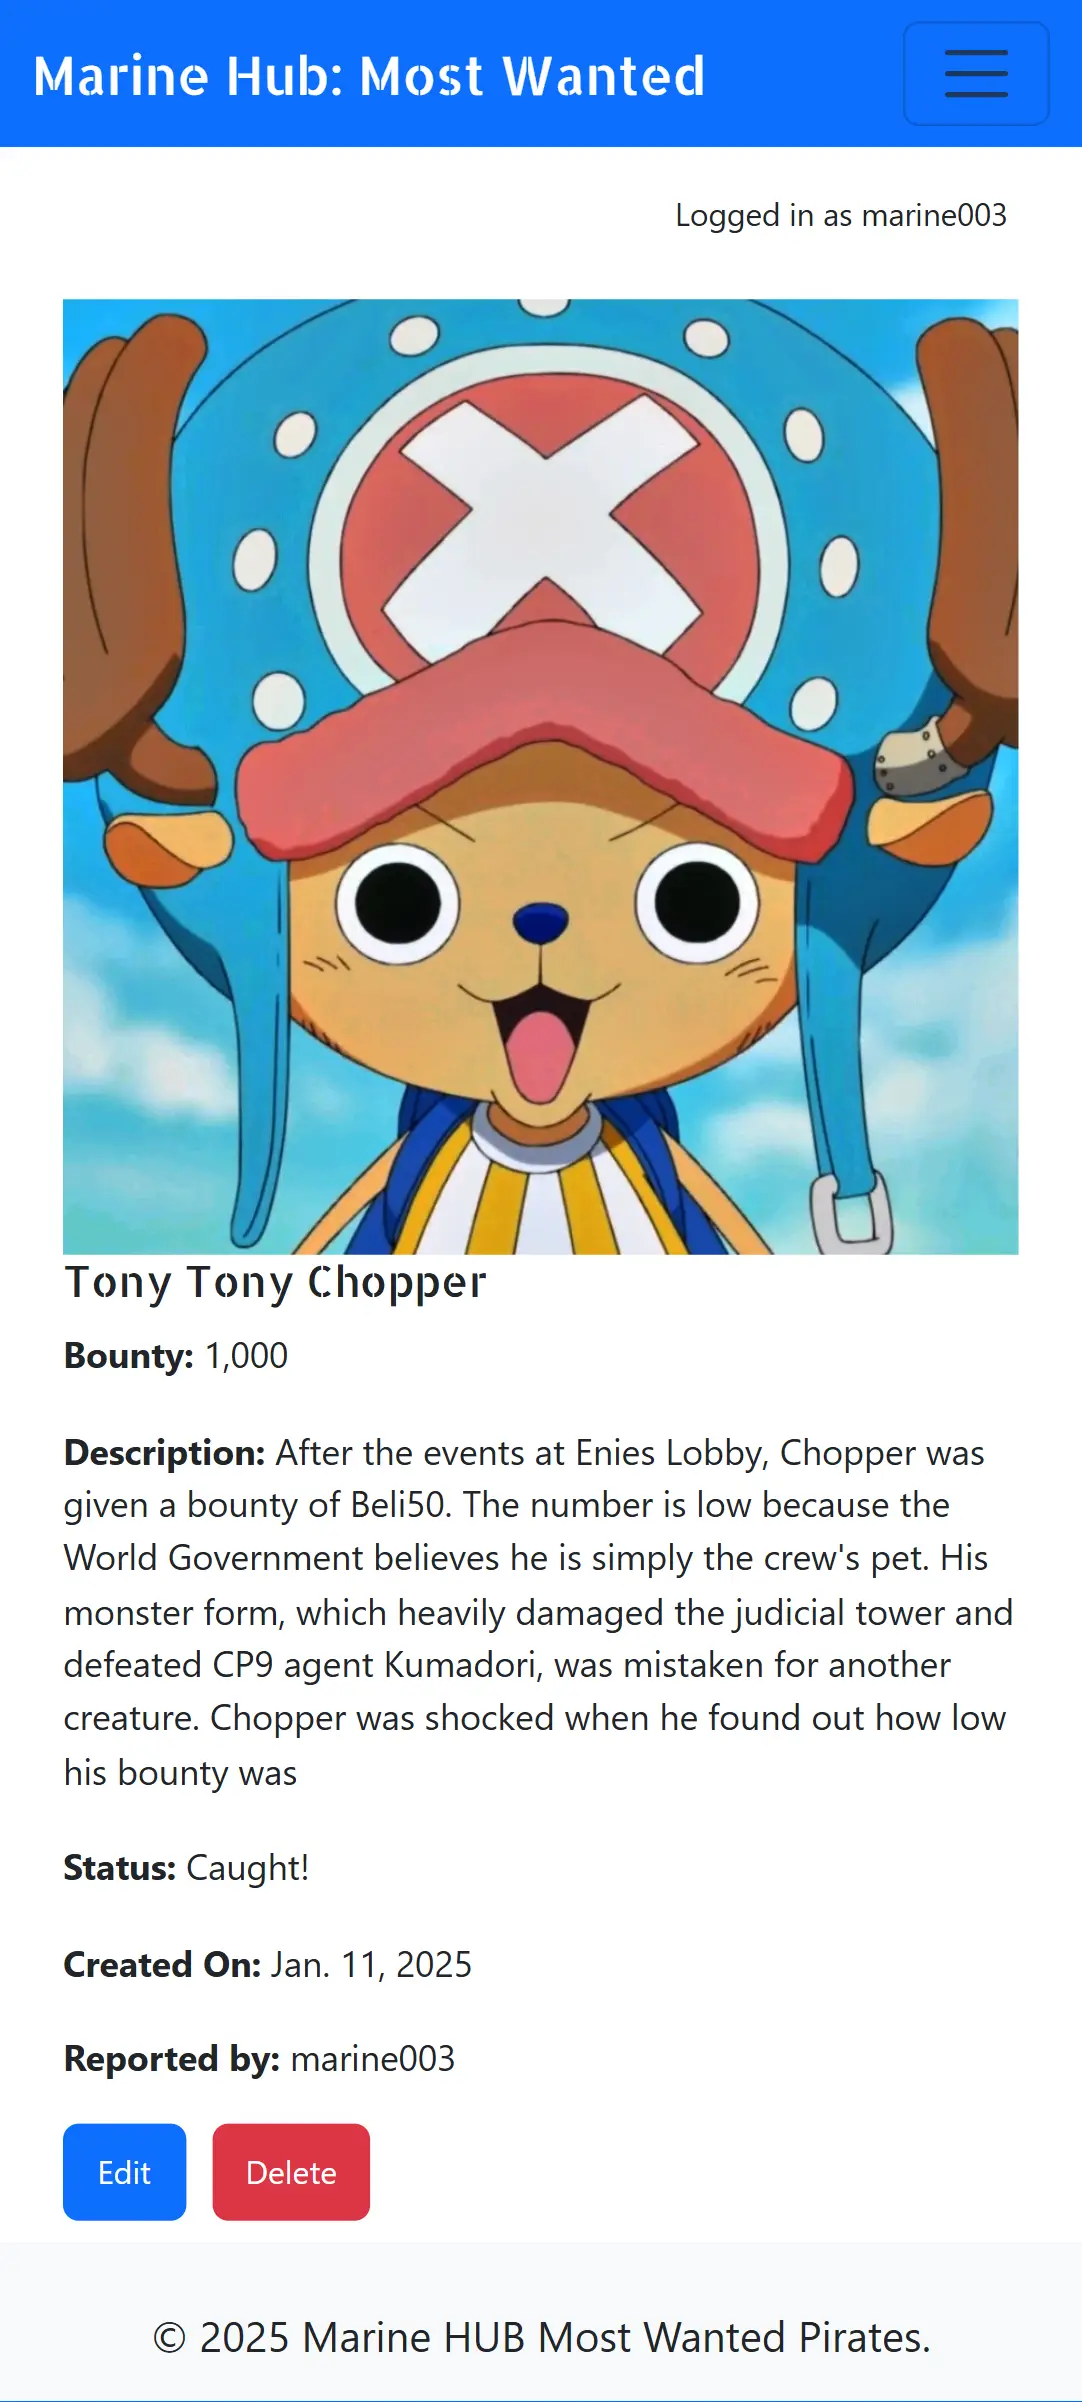 Marine Hub: Most Wanted
Logged in as marine003
Tony Tony Chopper
Bounty: 1,000
Description: After the events at Enies Lobby, Chopper was
given a bounty of Beli50. The number is low because the
World Government believes he is simply the crew's pet. His
monster form, which heavily damaged the judicial tower and
defeated CP9 agent Kumadori, was mistaken for another
creature. Chopper was shocked when he found out how low
his bounty was
Status: Caught!
Created On: Jan. 11, 2025
Reported by: marine003
Edit Delete
© 2025 Marine HUB Most Wanted Pirates.